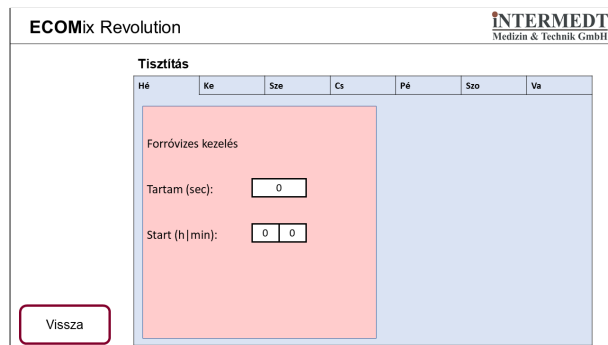 ECOMix Revolution
INTERMEDT
Medizin & Technik GmbH
Tisztítás
Hé Ke Sze Cs Pé Szo Va
Forróvizes kezelés
Tartam (sec): 0
Start (h|min): 0 0
Vissza